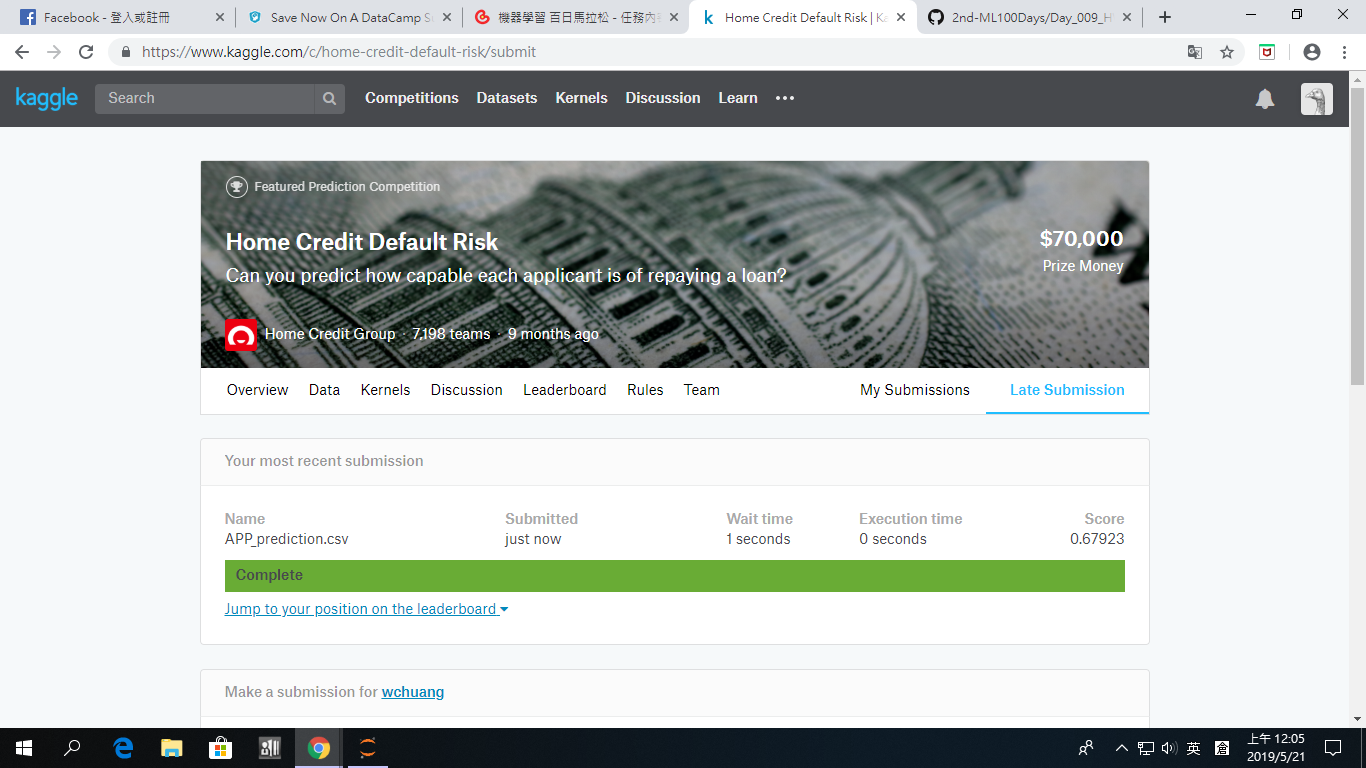 Facebook - 登入或註冊
Save Now On A DataCamp S
機器學習 百日馬拉松 - 任務內
Home Credit Default Risk | Ka
2nd-ML100Days/Day_009_H
https://www.kaggle.com/c/home-credit-default-risk/submit
kaggle
Search
Competitions
Datasets
Kernels
Discussion
Learn
Featured Prediction Competition
Home Credit Default Risk
$70,000
Can you predict how capable each applicant is of repaying a loan?
Prize Money
Home Credit Group · 7,198 teams · 9 months ago
Overview
Data
Kernels
Discussion
Leaderboard
Rules
Team
My Submissions
Late Submission
Your most recent submission
Name
Submitted
Wait time
Execution time
Score
APP_prediction.csv
just now
1 seconds
0 seconds
0.67923
Complete
Jump to your position on the leaderboard
Make a submission for wchuang
英
倉
上午 12:05
2019/5/21